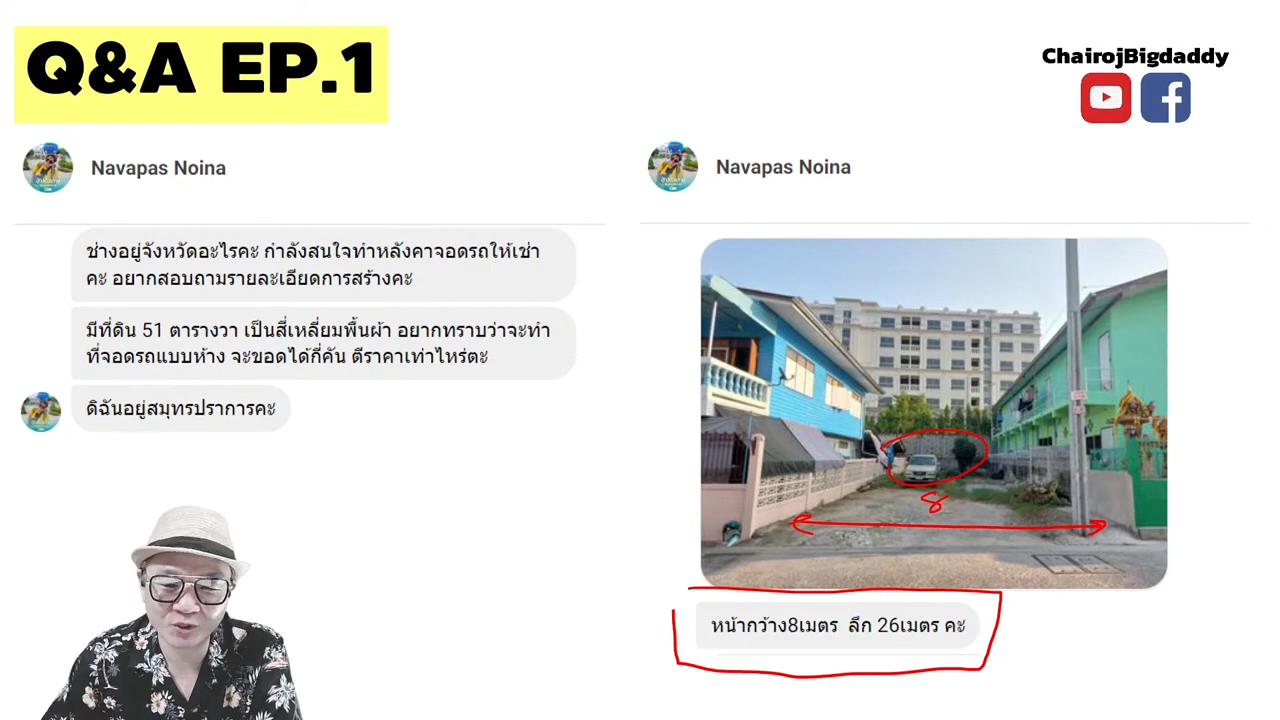 Q&A EP.1
ChairojBigdaddy
Navapas Noina
ช่างอยู่จังหวัดอะไรคะ กำลังสนใจทำหลังคาจอดรถให้เช่า
คะ อยากสอบถามรายละเอียดการสร้างคะ
มีที่ดิน 51 ตารางวา เป็นสี่เหลี่ยมพื้นผ้า อยากทราบว่าจะทำ
ที่จอดรถแบบห้าง จะขอดได้กี่คัน ตีราคาเท่าไหร่ตะ
ดิฉันอยู่สมุทรปราการคะ
Navapas Noina
8
หน้ากว้าง8เมตร ลึก 26เมตร คะ